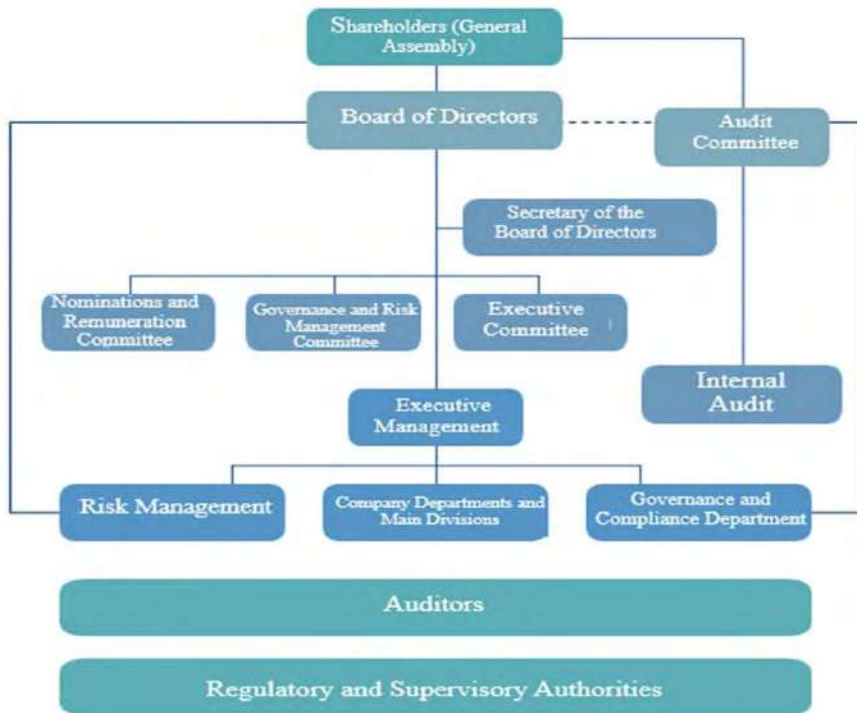 Shareholders (General
Assembly)
Board of Directors
Audit
Committee
Secretary of the
Board of Directors
Nominations and
Remuneration
Committee
Governance and Risk
Management
Committee
Executive
Committee
Internal
Audit
Executive
Management
Risk Management
Company Departments and
Main Divisions
Governance and
Compliance Department
Auditors
Regulatory and Supervisory Authorities